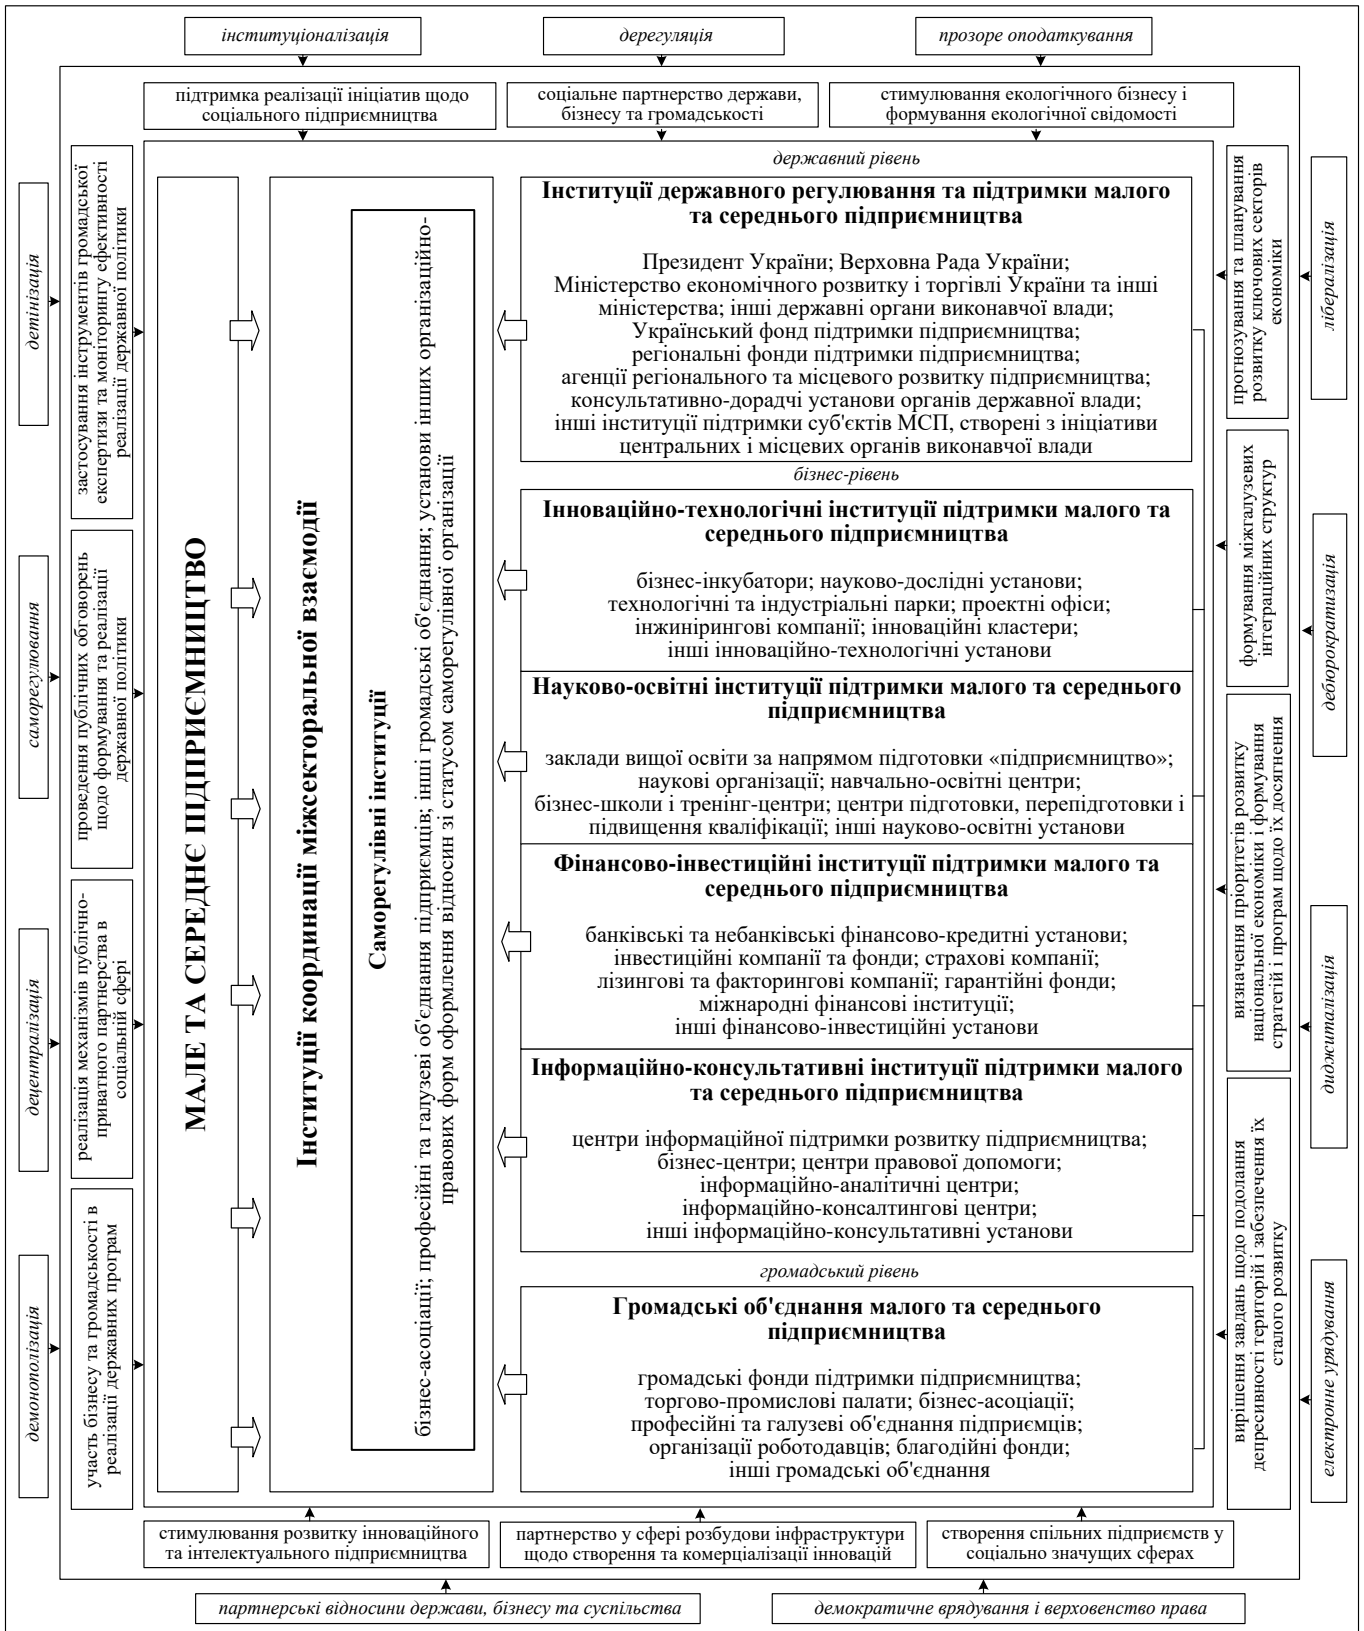 інституціоналізація
дерегуляція
прозоре оподаткування
підтримка реалізації ініціатив щодо
соціального підприємництва
соціальне партнерство держави,
бізнесу та громадськості
стимулювання екологічного бізнесу і
формування екологічної свідомості
детінізація
саморегулювання
децентралізація
демонополізація
застосування інструментів громадської
експертизи та моніторингу ефективності
реалізації державної політики
проведення публічних обговорень
щодо формування та реалізації
державної політики
реалізація механізмів публічно-
приватного партнерства в
соціальній сфері
участь бізнесу та громадськості в
реалізації державних програм
МАЛЕ ТА СЕРЕДНЄ ПІДПРИЄМНИЦТВО
Інституції координації міжсекторальної взаємодії
Саморегулівні інституції
бізнес-асоціації; професійні та галузеві об'єднання підприємців; інші громадські об'єднання; установи інших організаційно-
правових форм оформлення відносин зі статусом саморегулівної організації
державний рівень
Інституції державного регулювання та підтримки малого
та середнього підприємництва
Президент України; Верховна Рада України;
Міністерство економічного розвитку і торгівлі України та інші
міністерства; інші державні органи виконавчої влади;
Український фонд підтримки підприємництва;
регіональні фонди підтримки підприємництва;
агенції регіонального та місцевого розвитку підприємництва;
консультативно-дорадчі установи органів державної влади;
інші інституції підтримки суб'єктів МСП, створені з ініціативи
центральних і місцевих органів виконавчої влади
бізнес-рівень
Інноваційно-технологічні інституції підтримки малого та
середнього підприємництва
бізнес-інкубатори; науково-дослідні установи;
технологічні та індустріальні парки; проектні офіси;
інжинірингові компанії; інноваційні кластери;
інші інноваційно-технологічні установи
Науково-освітні інституції підтримки малого та середнього
підприємництва
заклади вищої освіти за напрямом підготовки «підприємництво»;
наукові організації; навчально-освітні центри;
бізнес-школи і тренінг-центри; центри підготовки, перепідготовки і
підвищення кваліфікації; інші науково-освітні установи
Фінансово-інвестиційні інституції підтримки малого та
середнього підприємництва
банківські та небанківські фінансово-кредитні установи;
інвестиційні компанії та фонди; страхові компанії;
лізингові та факторингові компанії; гарантійні фонди;
міжнародні фінансові інституції;
інші фінансово-інвестиційні установи
Інформаційно-консультативні інституції підтримки малого
та середнього підприємництва
центри інформаційної підтримки розвитку підприємництва;
бізнес-центри; центри правової допомоги;
інформаційно-аналітичні центри;
інформаційно-консалтингові центри;
інші інформаційно-консультативні установи
громадський рівень
Громадські об'єднання малого та середнього
підприємництва
громадські фонди підтримки підприємництва;
торгово-промислові палати; бізнес-асоціації;
професійні та галузеві об'єднання підприємців;
організації роботодавців; благодійні фонди;
інші громадські об'єднання
прогнозування та планування
розвитку ключових секторів
економіки
формування міжгалузевих
інтеграційних структур
визначення пріоритетів розвитку
національної економіки і формування
стратегій і програм щодо їх досягнення
вирішення завдань щодо подолання
депресивності територій і забезпечення їх
сталого розвитку
лібералізація
дебюрократизація
диджиталізація
електронне урядування
стимулювання розвитку інноваційного
та інтелектуального підприємництва
партнерство у сфері розбудови інфраструктури
щодо створення та комерціалізації інновацій
створення спільних підприємств у
соціально значущих сферах
партнерські відносини держави, бізнесу та суспільства
демократичне врядування і верховенство права